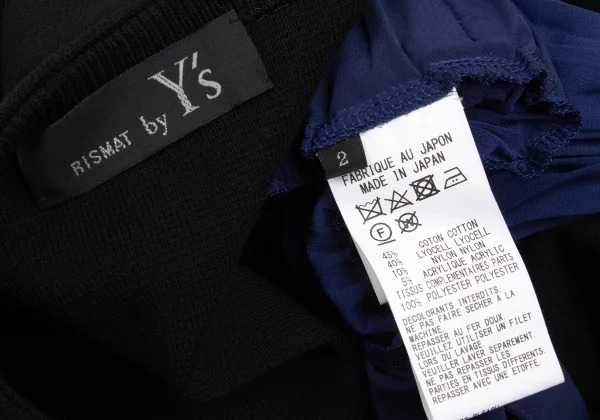 RISMAT by Y's
2
FABRIQUE AU JAPON
MADE IN JAPAN
F
W
45% COTON COTTON
40% LYOCELL LYOCELL
10% NYLON NYLON
5% ACRYLIQUE ACRYLIC
TISSUS COMPLEMENTAIRES PARTS
100% POLYESTER POLYESTER
DECOLORANTS INTERDITS.
NE PAS FAIRE SECHER A LA
MACHINE.
REPASSER AU FER DOUX.
VEUILLEZ UTILISER UN FILET
LORS DU LAVAGE.
VEUILLER LAVER SEPAREMENT.
NE PAS REPASSER LES
PARTIES EN TISSUS DIFFERENTS.
REPASSER AVEC UNE ETOFFE.